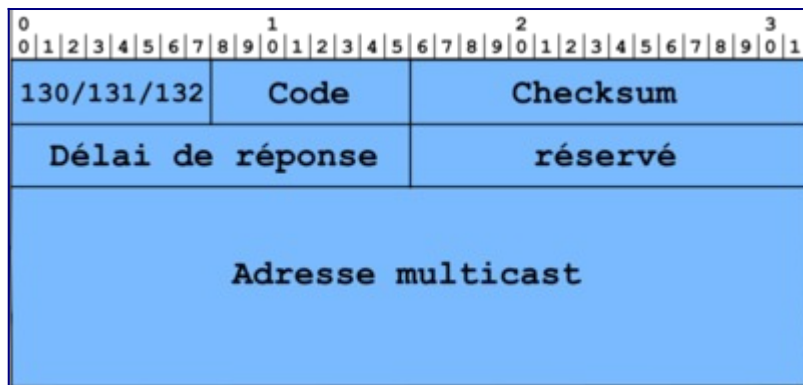 0 1 2 3
0|1|2|3|4|5|6|7|8|9|0|1|2|3|4|5|6|7|8|9|0|1|2|3|4|5|6|7|8|9|0|1
130/131/132 Code Checksum
Délai de réponse réservé
Adresse multicast